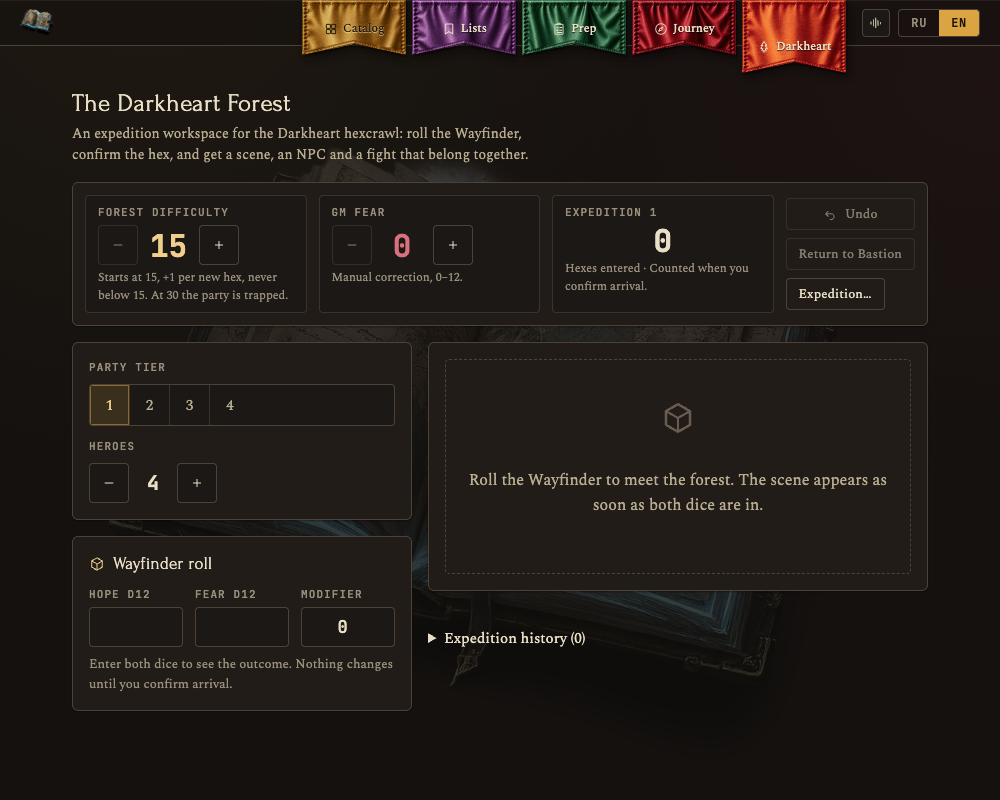 Catalog
Lists
Prep
Journey
Darkheart
RU
EN
The Darkheart Forest
An expedition workspace for the Darkheart hexcrawl: roll the Wayfinder,
confirm the hex, and get a scene, an NPC and a fight that belong together.
FOREST DIFFICULTY
− 15 +
Starts at 15, +1 per new hex, never
below 15. At 30 the party is trapped.
GM FEAR
− 0 +
Manual correction, 0–12.
EXPEDITION 1
0
Hexes entered · Counted when you
confirm arrival.
Undo
Return to Bastion
Expedition…
PARTY TIER
1 2 3 4
HEROES
− 4 +
Wayfinder roll
HOPE D12
FEAR D12
MODIFIER
0
Enter both dice to see the outcome. Nothing changes
until you confirm arrival.
Roll the Wayfinder to meet the forest. The scene appears as
soon as both dice are in.
Expedition history (0)